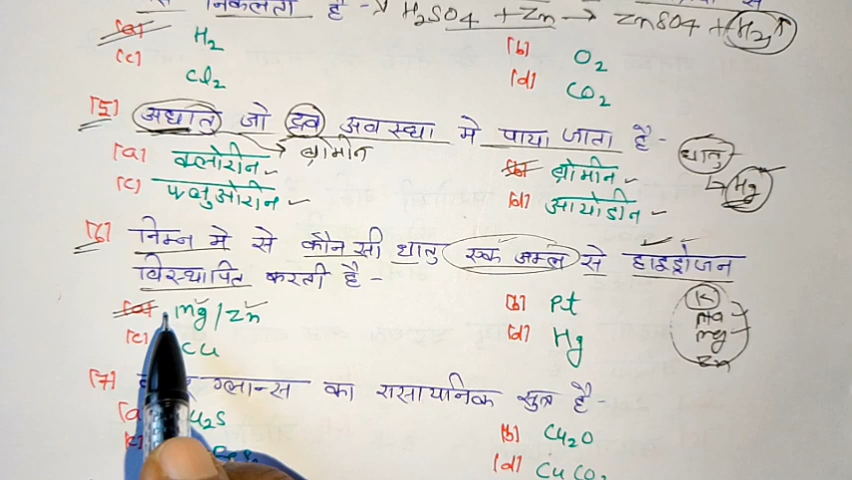 निकलता है - H₂SO4 + Zn → ZnSO4 + H₂↑
(a) H₂ (b) O₂
(c) Cl₂ (d) CO₂
(5) अधातु जो द्रव अवस्था मे पाया जाता है -
ब्रोमीन धातु
(a) क्लोरीन (b) ब्रोमीन Hg
(c) फ्लुओरीन (d) आयोडीन
(6) निम्न मे से कौन सी धातु एक अम्ल से हाइड्रोजन
विस्थापित करती है -
(a) mg/Zn (b) Pt K
Na
mg
(c) Cu (d) Hg Zn
(7) ग्लान्स का रासायनिक सुत्र है -
(a) Cu₂S (b) Cu₂O
(d) CuCO₃